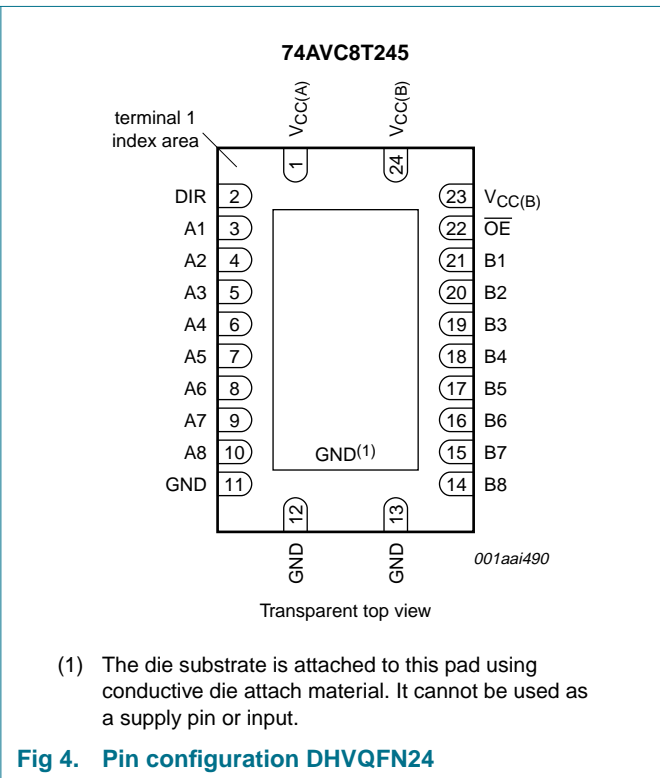 74AVC8T245
terminal 1
index area
VCC(A)
VCC(B)
1
24
DIR 2
23 VCC(B)
A1 3
22 OE
A2 4
21 B1
A3 5
20 B2
A4 6
19 B3
A5 7
18 B4
A6 8
17 B5
A7 9
16 B6
A8 10
GND(1)
15 B7
GND 11
14 B8
12
13
GND
GND
001aai490
Transparent top view
(1) The die substrate is attached to this pad using
conductive die attach material. It cannot be used as
a supply pin or input.
Fig 4. Pin configuration DHVQFN24